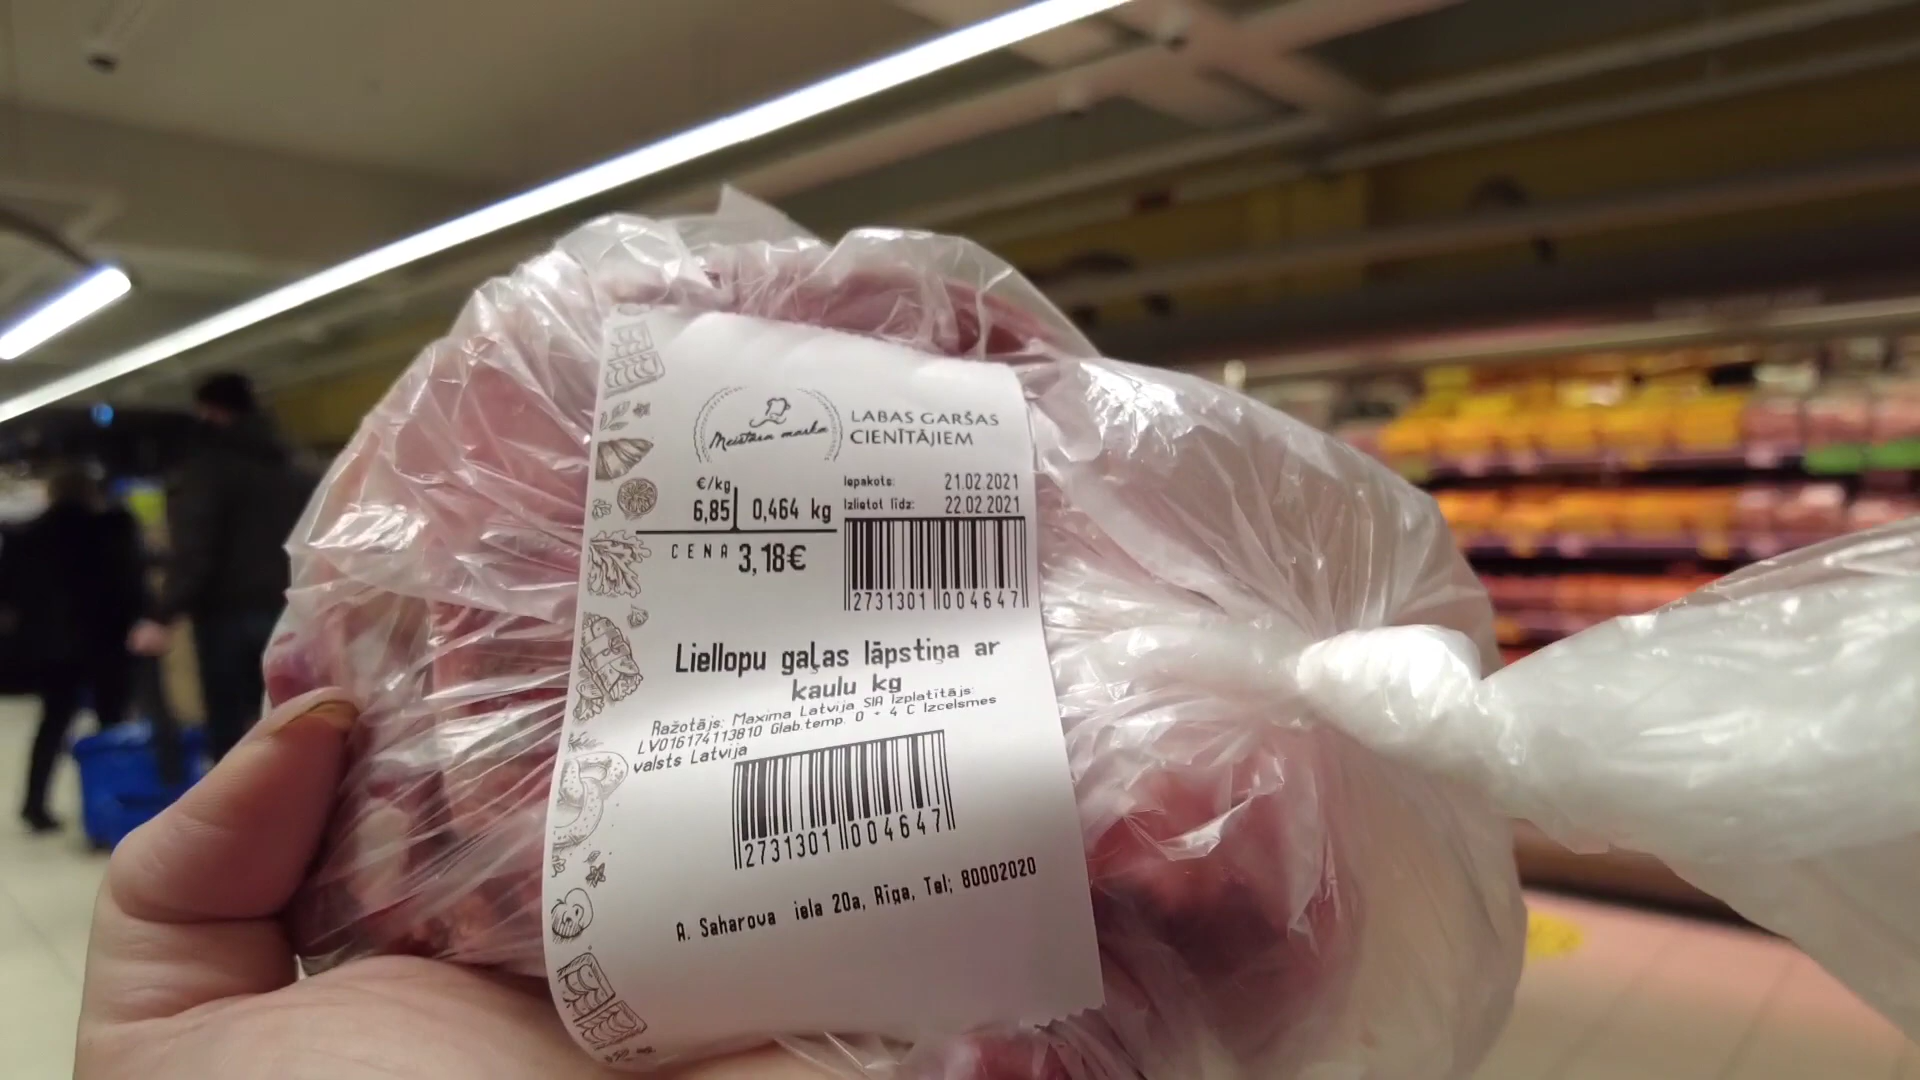 Meistara marka
LABAS GARŠAS
CIENĪTĀJIEM
€/kg
6,85 0,464 kg
CENA 3,18€
Iepakots: 21.02.2021
Izlietot līdz: 22.02.2021
2731301 004647
Liellopu gaļas lāpstiņa ar
kaulu kg
Ražotājs: Maxima Latvija SIA Izplatītājs:
LV016174113810 Glab.temp. 0 - 4 C Izcelsmes
valsts Latvija
2731301 004647
A. Saharova iela 20a, Rīga, Tel; 80002020